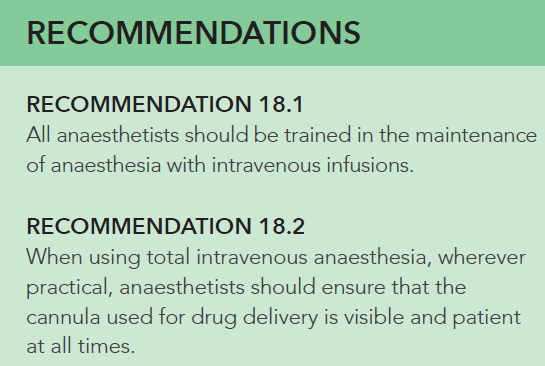 RECOMMENDATIONS
RECOMMENDATION 18.1
All anaesthetists should be trained in the maintenance
of anaesthesia with intravenous infusions.
RECOMMENDATION 18.2
When using total intravenous anaesthesia, wherever
practical, anaesthetists should ensure that the
cannula used for drug delivery is visible and patient
at all times.